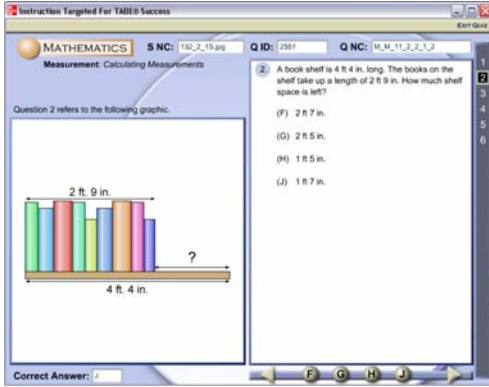 Instruction Targeted For TABE® Success
EXIT QUIZ
MATHEMATICS S NC: 132_2_15.jpg Q ID: 2581 Q NC: M_M_11_2_2_1_2
Measurement: Calculating Measurements
Question 2 refers to the following graphic.
2 ft. 9 in.
?
4 ft. 4 in.
Correct Answer: J
2. A book shelf is 4 ft 4 in. long. The books on the
shelf take up a length of 2 ft 9 in. How much shelf
space is left?
(F) 2 ft 7 in.
(G) 2 ft 5 in.
(H) 1 ft 5 in.
(J) 1 ft 7 in.
F G H J
1
2
3
4
5
6